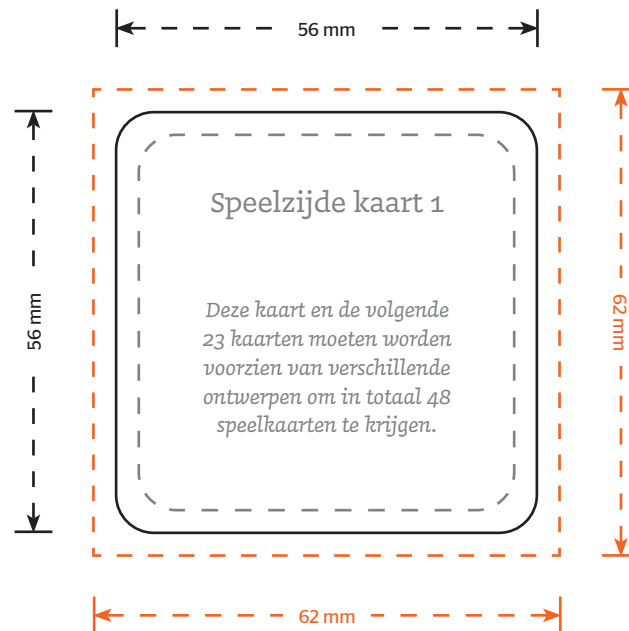 56 mm
56 mm
62 mm
Speelzijde kaart 1
Deze kaart en de volgende
23 kaarten moeten worden
voorzien van verschillende
ontwerpen om in totaal 48
speelkaarten te krijgen.
62 mm